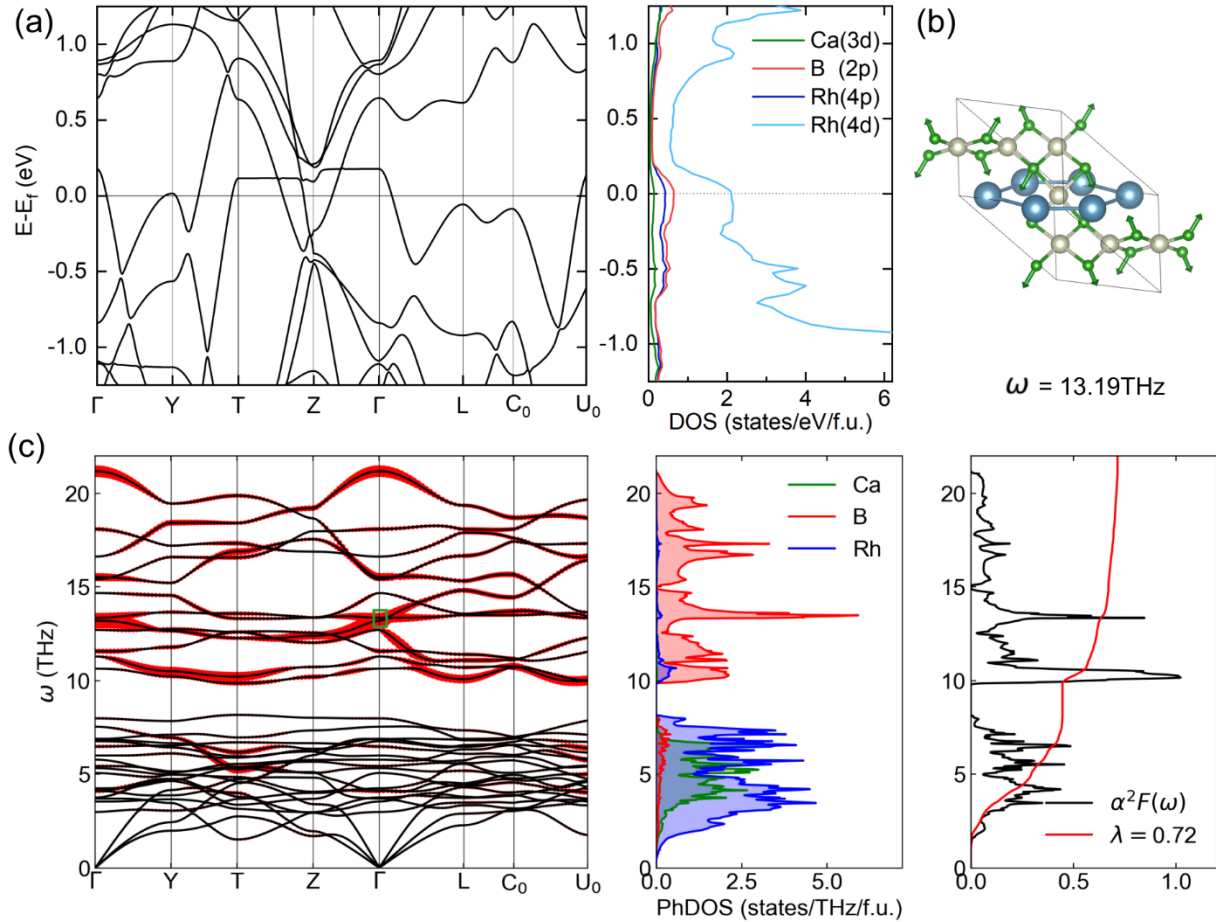 (a)
E-E_f (eV)
1.0
0.5
0.0
-0.5
-1.0
Γ Y T Z Γ L C₀ U₀
Ca(3d)
B (2p)
Rh(4p)
Rh(4d)
1.0
0.5
0.0
0.5
1.0
0 2 4 6
DOS (states/eV/f.u.)
(b)
ω = 13.19THz
(c)
ω (THz)
20
15
10
5
0
Γ Y T Z Γ L C₀ U₀
Ca
B
Rh
20
15
10
5
0
0.0 2.5 5.0
PhDOS (states/THz/f.u.)
20
15
10
5
0
α²F(ω)
λ = 0.72
0.0 0.5 1.0